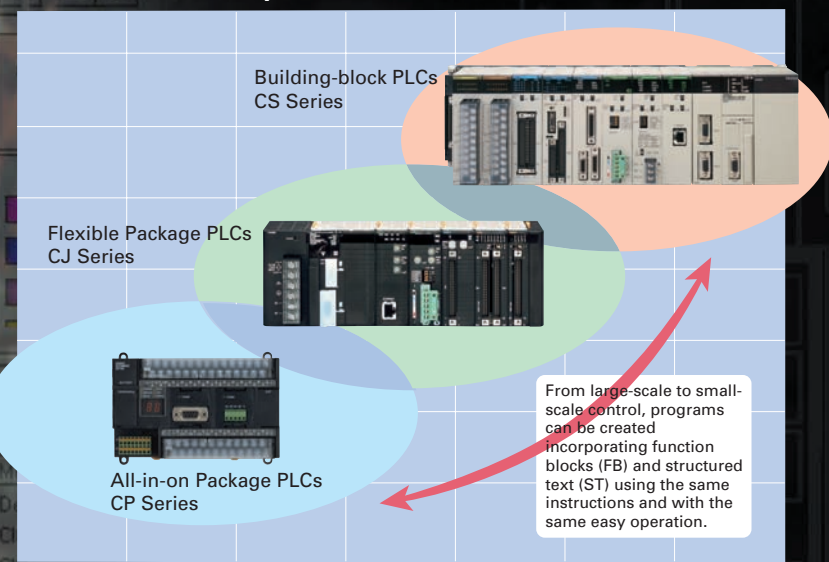 Building-block PLCs
CS Series
Flexible Package PLCs
CJ Series
All-in-on Package PLCs
CP Series
From large-scale to small-
scale control, programs
can be created
incorporating function
blocks (FB) and structured
text (ST) using the same
instructions and with the
same easy operation.